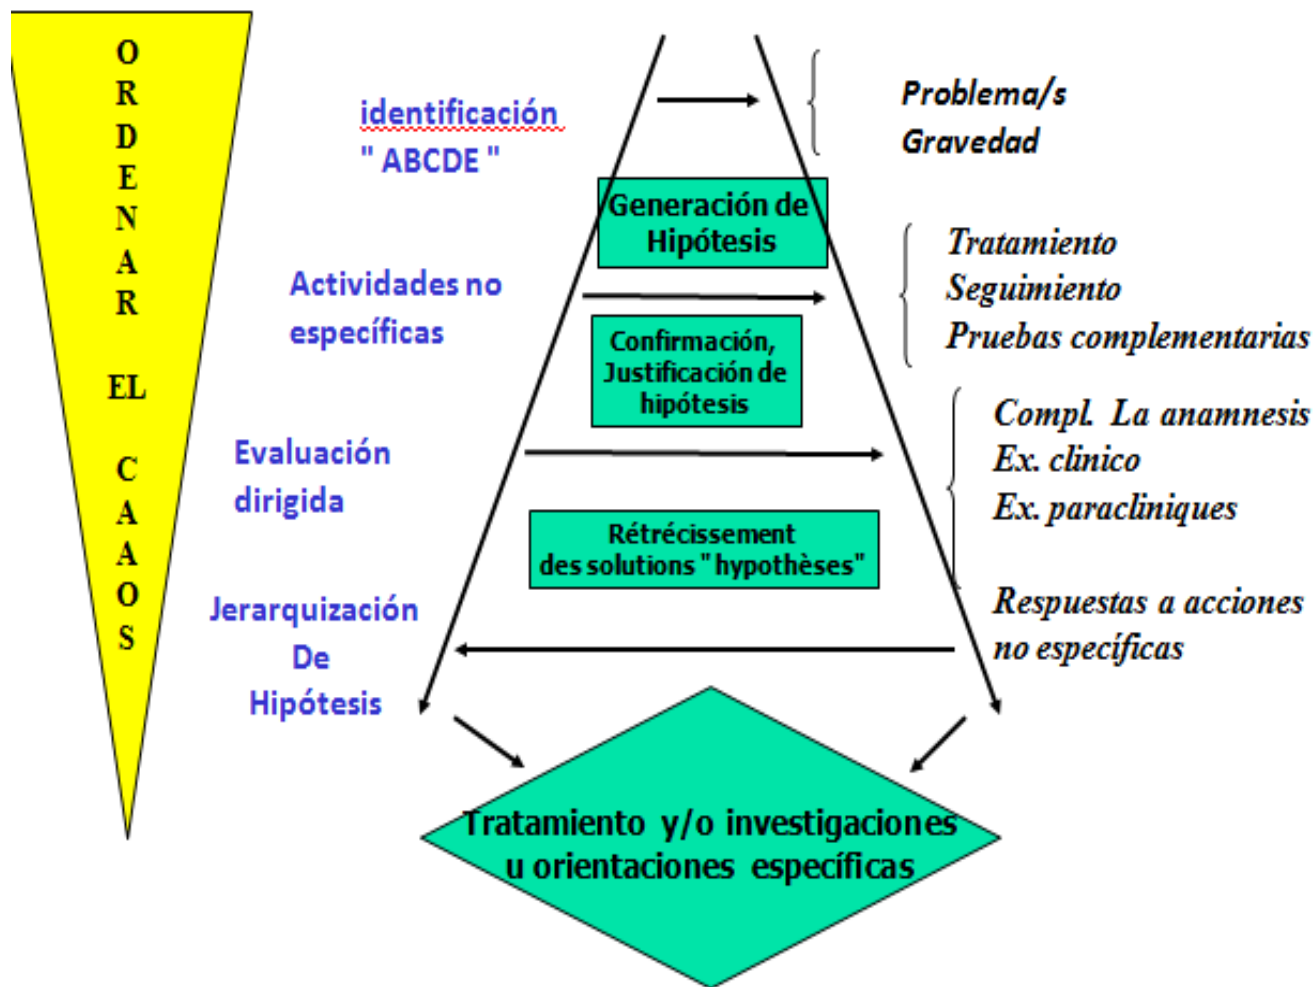 ORDENAR EL CAAOS
identificación
" ABCDE "
Problema/s
Gravedad
Generación de
Hipótesis
Actividades no
específicas
Tratamiento
Seguimiento
Pruebas complementarias
Confirmación,
Justificación de
hipótesis
Evaluación
dirigida
Compl. La anamnesis
Ex. clinico
Ex. paracliniques
Rétrécissement
des solutions " hypothèses"
Jerarquización
De
Hipótesis
Respuestas a acciones
no específicas
Tratamiento y/o investigaciones
u orientaciones específicas